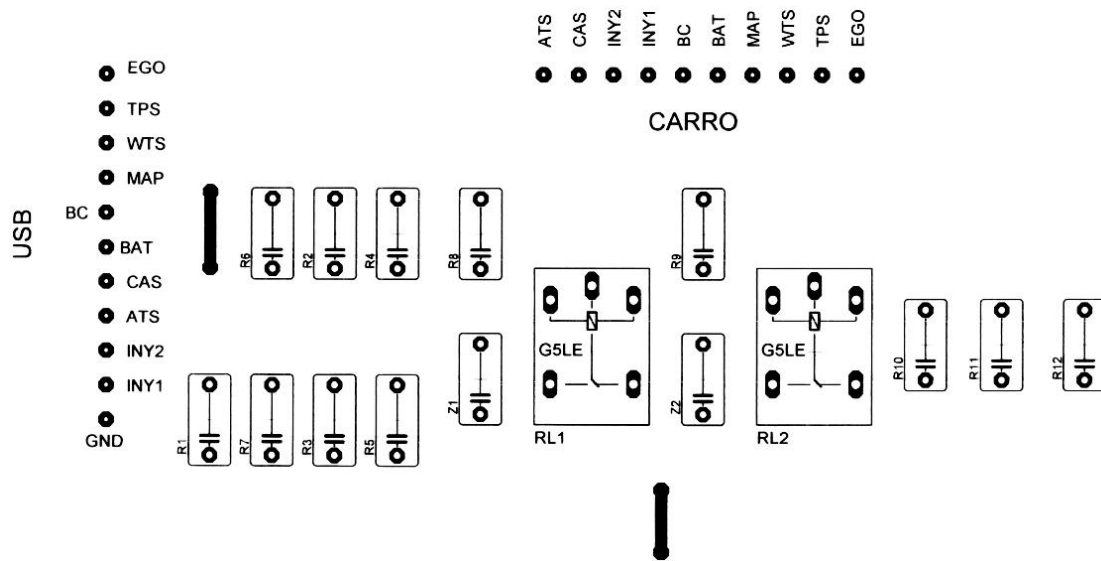 ATS
CAS
INY2
INY1
BC
BAT
MAP
WTS
TPS
EGO
CARRO
USB
EGO
TPS
WTS
MAP
BC
BAT
CAS
ATS
INY2
INY1
GND
R6
R2
R4
R8
R9
G5LE
G5LE
R10
R11
R12
R1
R7
R3
R5
Z1
Z2
RL1
RL2